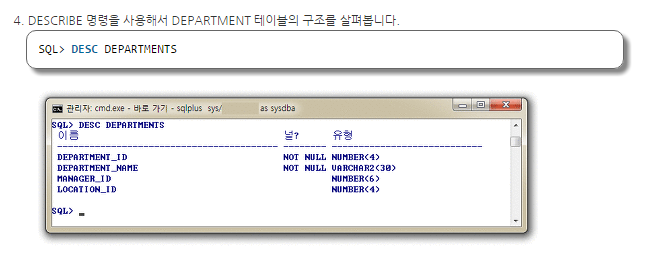 4. DESCRIBE 명령을 사용해서 DEPARTMENT 테이블의 구조를 살펴봅니다.
SQL> DESC DEPARTMENTS
관리자: cmd.exe - 바로 가기 - sqlplus sys/ as sysdba
SQL> DESC DEPARTMENTS
이름 널? 유형
----------------------------------------- -------- ----------------------------
DEPARTMENT_ID NOT NULL NUMBER(4)
DEPARTMENT_NAME NOT NULL VARCHAR2(30)
MANAGER_ID NUMBER(6)
LOCATION_ID NUMBER(4)
SQL> _